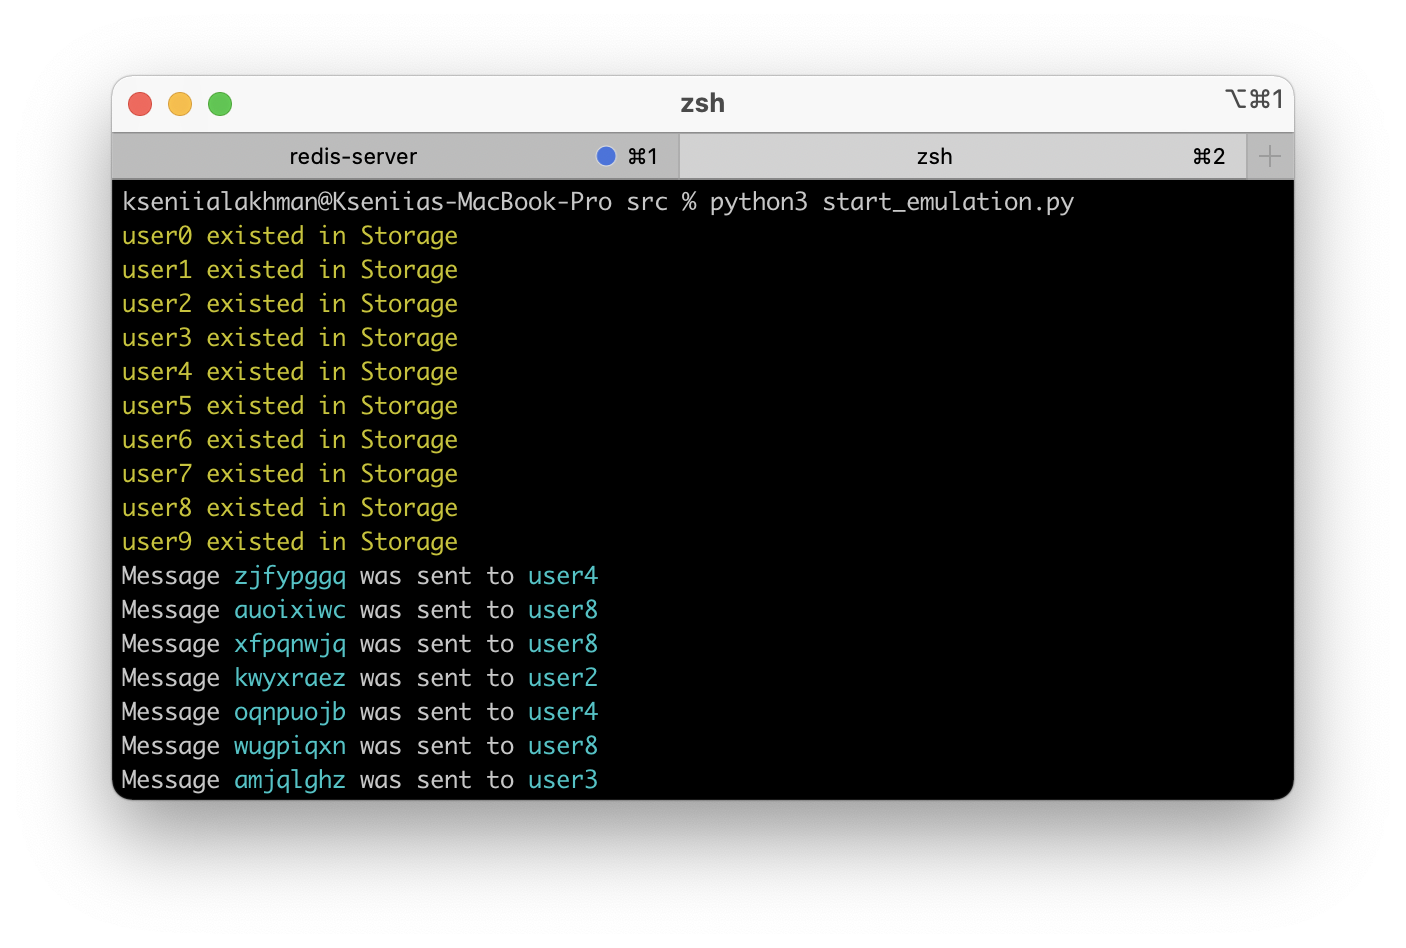 zsh ⌥⌘1
redis-server ⌘1 zsh ⌘2 +
kseniialakhman@Kseniias-MacBook-Pro src % python3 start_emulation.py
user0 existed in Storage
user1 existed in Storage
user2 existed in Storage
user3 existed in Storage
user4 existed in Storage
user5 existed in Storage
user6 existed in Storage
user7 existed in Storage
user8 existed in Storage
user9 existed in Storage
Message zjfypggq was sent to user4
Message auoixiwc was sent to user8
Message xfpqnwjq was sent to user8
Message kwyxraez was sent to user2
Message oqnpuojb was sent to user4
Message wugpiqxn was sent to user8
Message amjqlghz was sent to user3